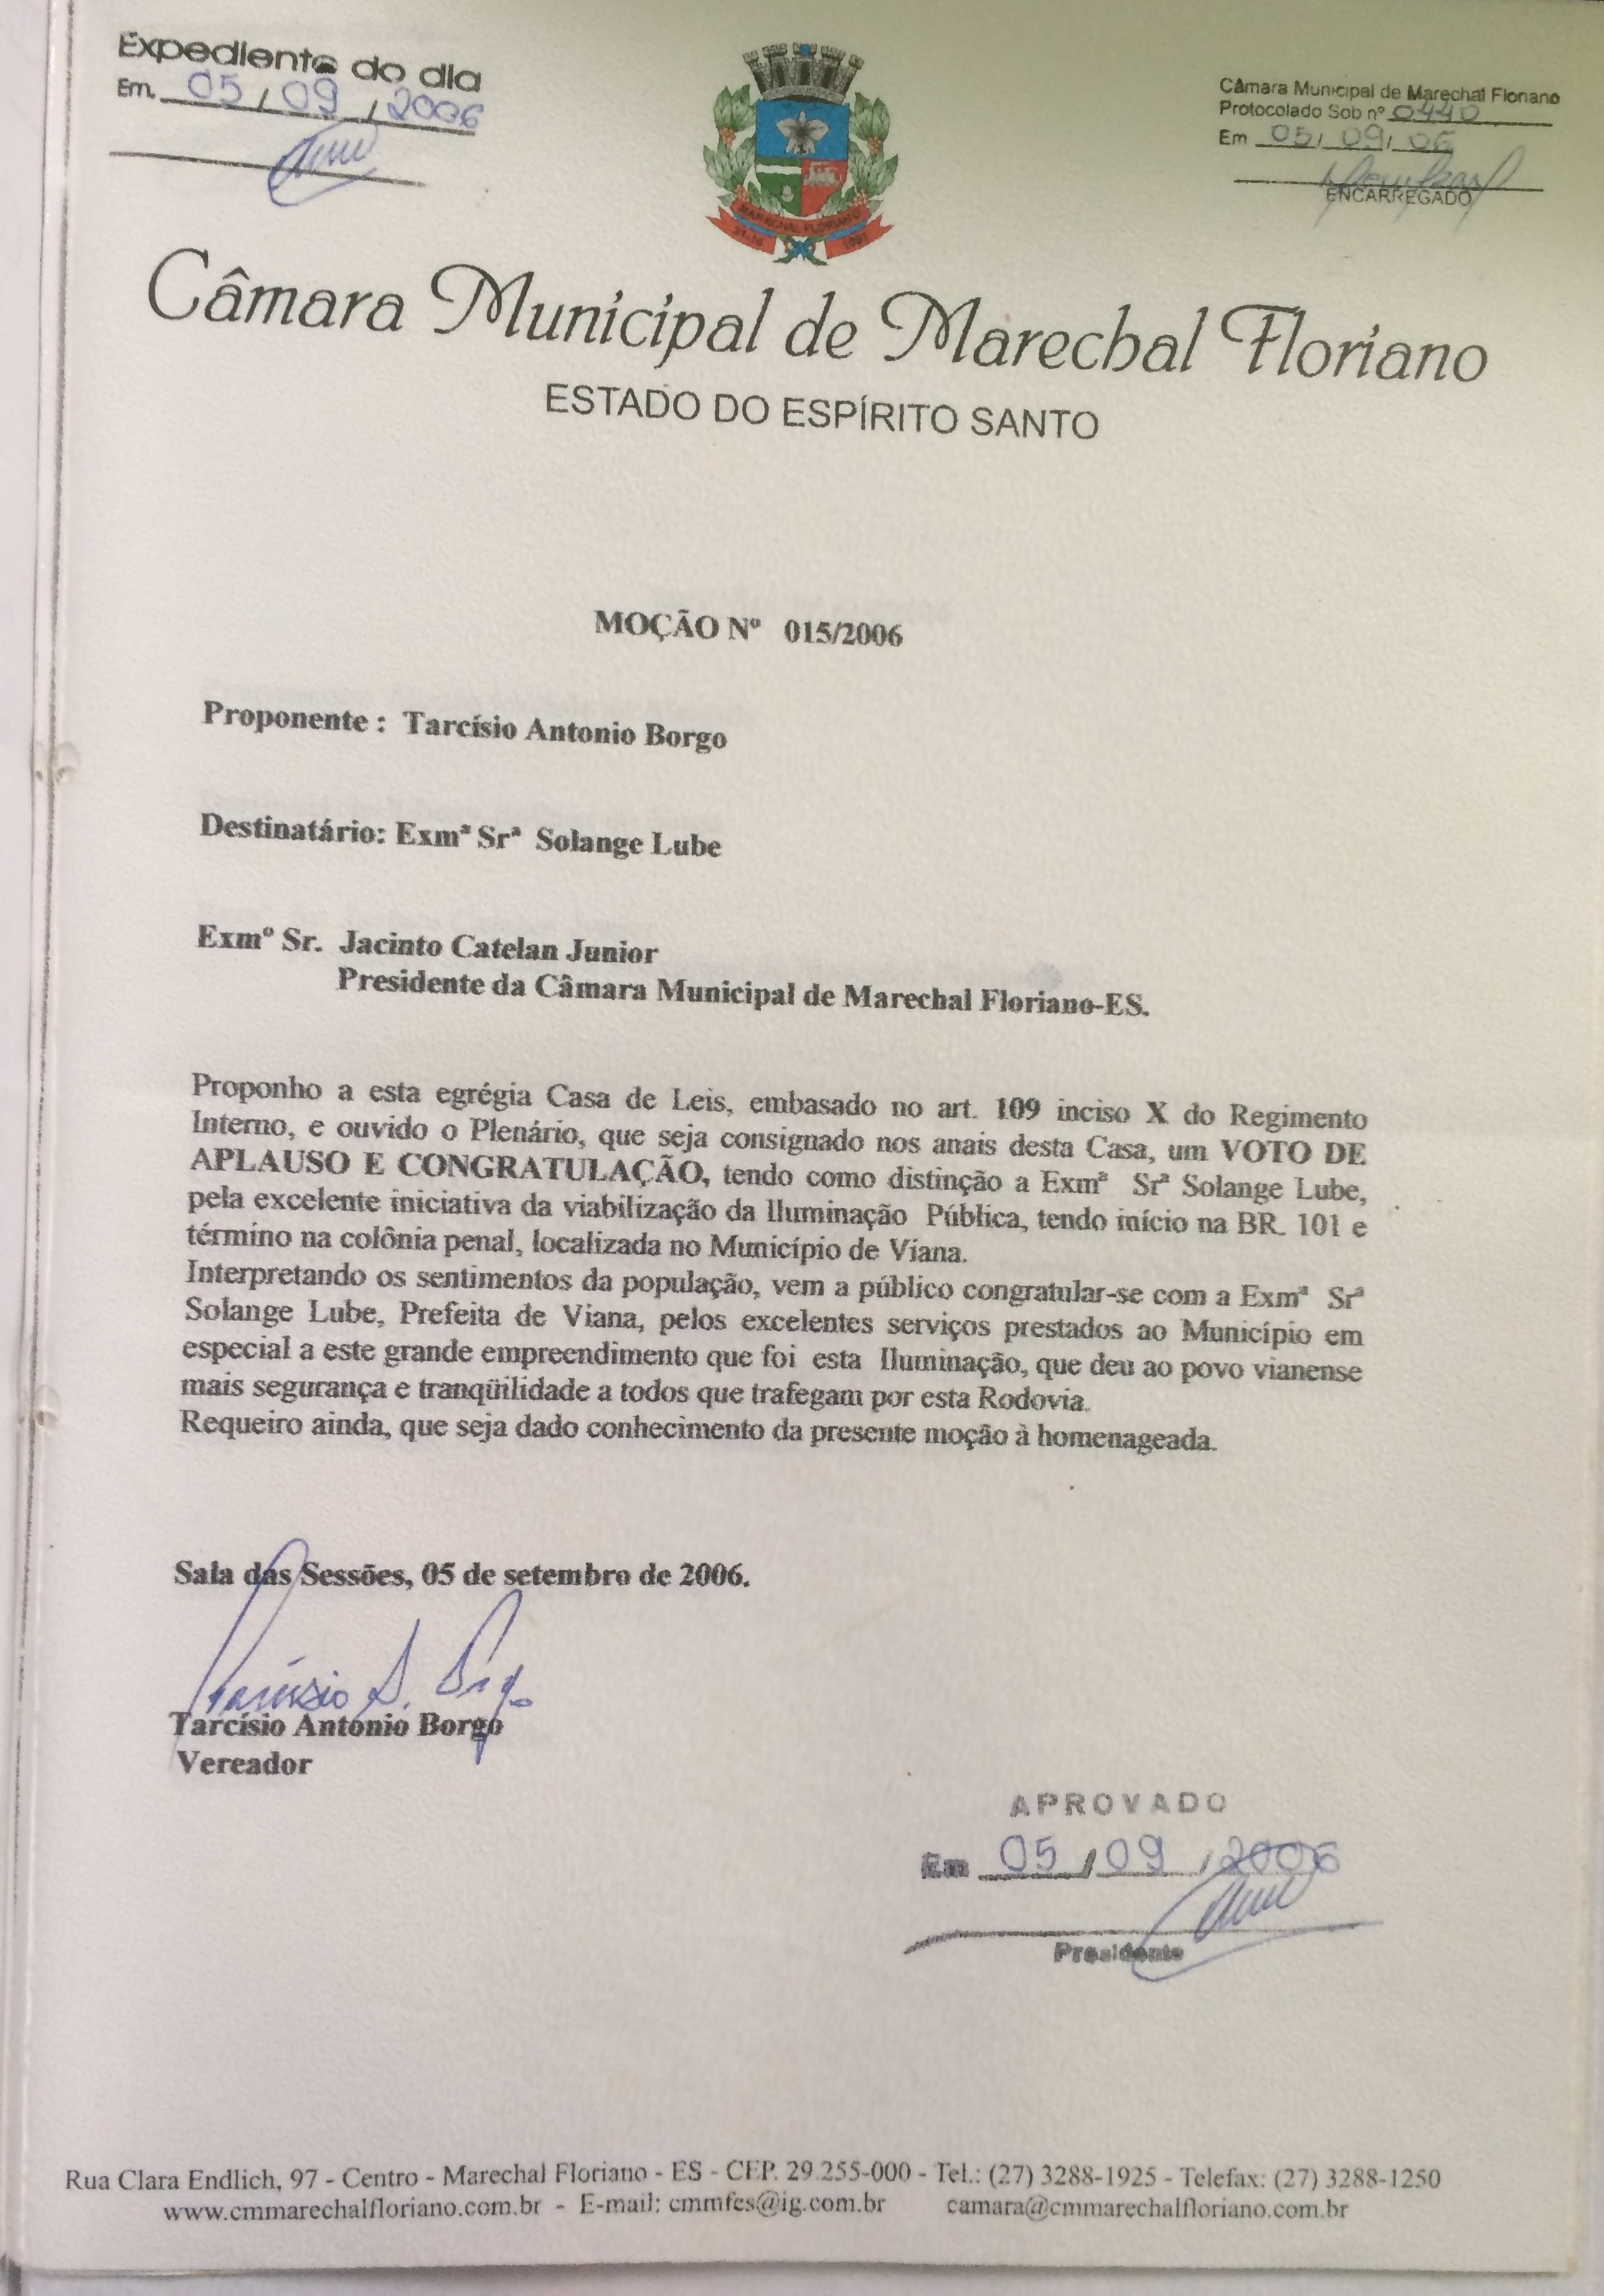 Expediente do dia
Em. 05 / 09 / 2006
Câmara Municipal de Marechal Floriano
Protocolado Sob nº 0440
Em 05 / 09 / 06
ENCARREGADO
MARECHAL FLORIANO
31-10 1991
Câmara Municipal de Marechal Floriano
ESTADO DO ESPÍRITO SANTO
MOÇÃO Nº 015/2006
Proponente : Tarcísio Antonio Borgo
Destinatário: Exmª Srª Solange Lube
Exmº Sr. Jacinto Catelan Junior
Presidente da Câmara Municipal de Marechal Floriano-ES.
Proponho a esta egrégia Casa de Leis, embasado no art. 109 inciso X do Regimento
Interno, e ouvido o Plenário, que seja consignado nos anais desta Casa, um VOTO DE
APLAUSO E CONGRATULAÇÃO, tendo como distinção a Exmª Srª Solange Lube,
pela excelente iniciativa da viabilização da Iluminação Pública, tendo início na BR. 101 e
término na colônia penal, localizada no Município de Viana.
Interpretando os sentimentos da população, vem a público congratular-se com a Exmª Srª
Solange Lube, Prefeita de Viana, pelos excelentes serviços prestados ao Município em
especial a este grande empreendimento que foi esta Iluminação, que deu ao povo vianense
mais segurança e tranqüilidade a todos que trafegam por esta Rodovia.
Requeiro ainda, que seja dado conhecimento da presente moção à homenageada.
Sala das Sessões, 05 de setembro de 2006.
Tarcísio A. Borgo
Tarcísio Antonio Borgo
Vereador
APROVADO
Em 05 / 09 / 2006
Presidente
Rua Clara Endlich, 97 - Centro - Marechal Floriano - ES - CEP. 29.255-000 - Tel.: (27) 3288-1925 - Telefax: (27) 3288-1250
www.cmmarechalfloriano.com.br - E-mail: cmmfes@ig.com.br camara@cmmarechalfloriano.com.br